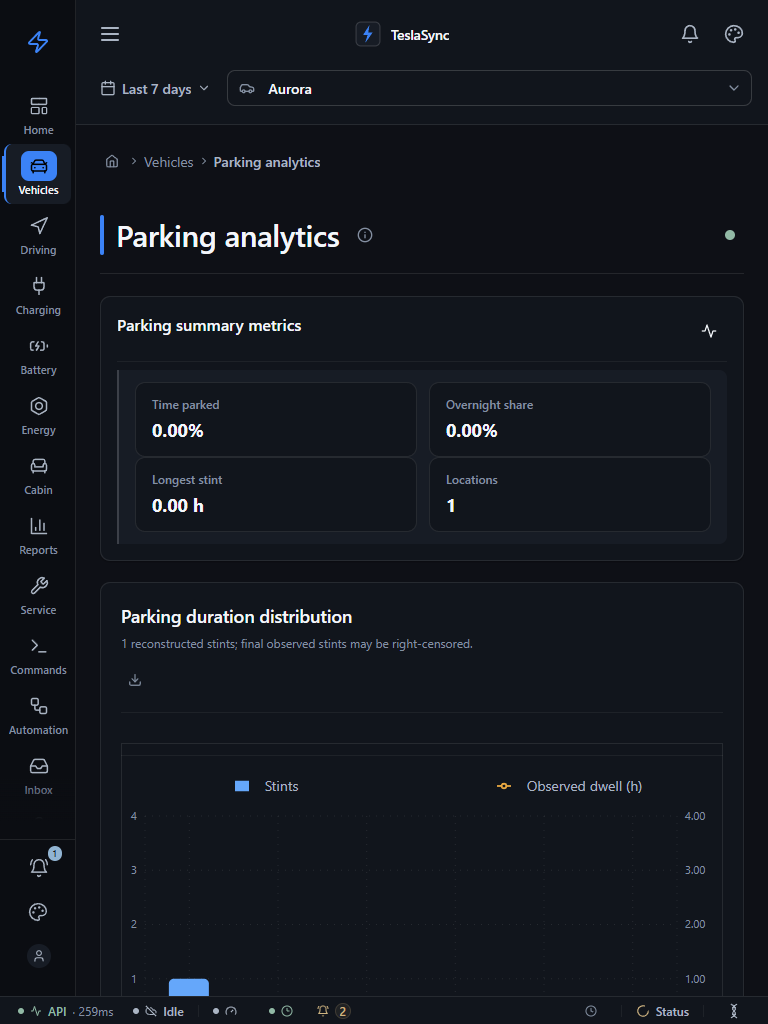 TeslaSync
Last 7 days
Aurora
Home
Vehicles
Driving
Charging
Battery
Energy
Cabin
Reports
Service
Commands
Automation
Inbox
1
Vehicles
Parking analytics
Parking analytics
Parking summary metrics
Time parked
0.00%
Overnight share
0.00%
Longest stint
0.00 h
Locations
1
Parking duration distribution
1 reconstructed stints; final observed stints may be right-censored.
Stints
Observed dwell (h)
4
4.00
3
3.00
2
2.00
1
1.00
API · 259ms
Idle
2
Status